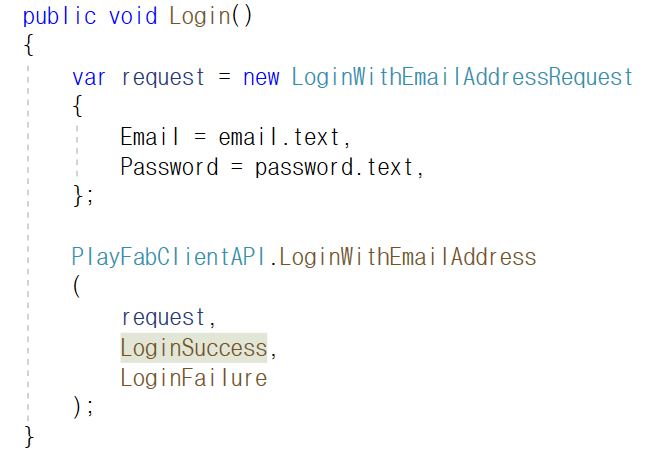 public void Login()
{
var request = new LoginWithEmailAddressRequest
{
Email = email.text,
Password = password.text,
};
PlayFabClientAPI.LoginWithEmailAddress
(
request,
LoginSuccess,
LoginFailure
);
}